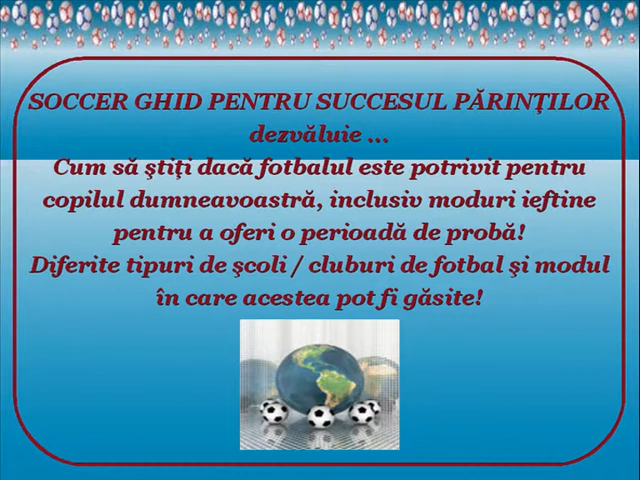 SOCCER GHID PENTRU SUCCESUL PĂRINŢILOR
dezvăluie ...
Cum să ştiţi dacă fotbalul este potrivit pentru
copilul dumneavoastră, inclusiv moduri ieftine
pentru a oferi o perioadă de probă!
Diferite tipuri de şcoli / cluburi de fotbal şi modul
în care acestea pot fi găsite!